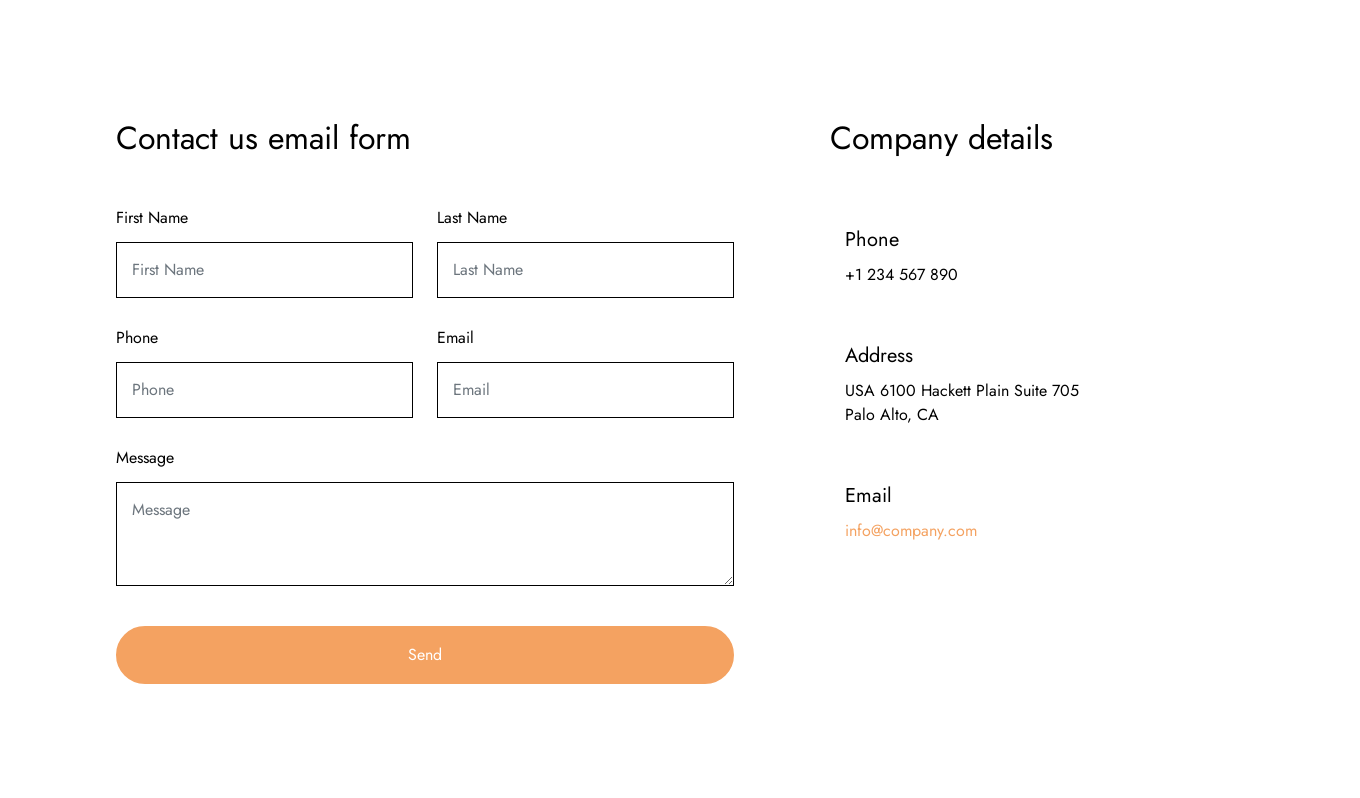 Contact us email form
First Name
Last Name
First Name
Last Name
Phone
Email
Phone
Email
Message
Message
Send
Company details
Phone
+1 234 567 890
Address
USA 6100 Hackett Plain Suite 705
Palo Alto, CA
Email
info@company.com